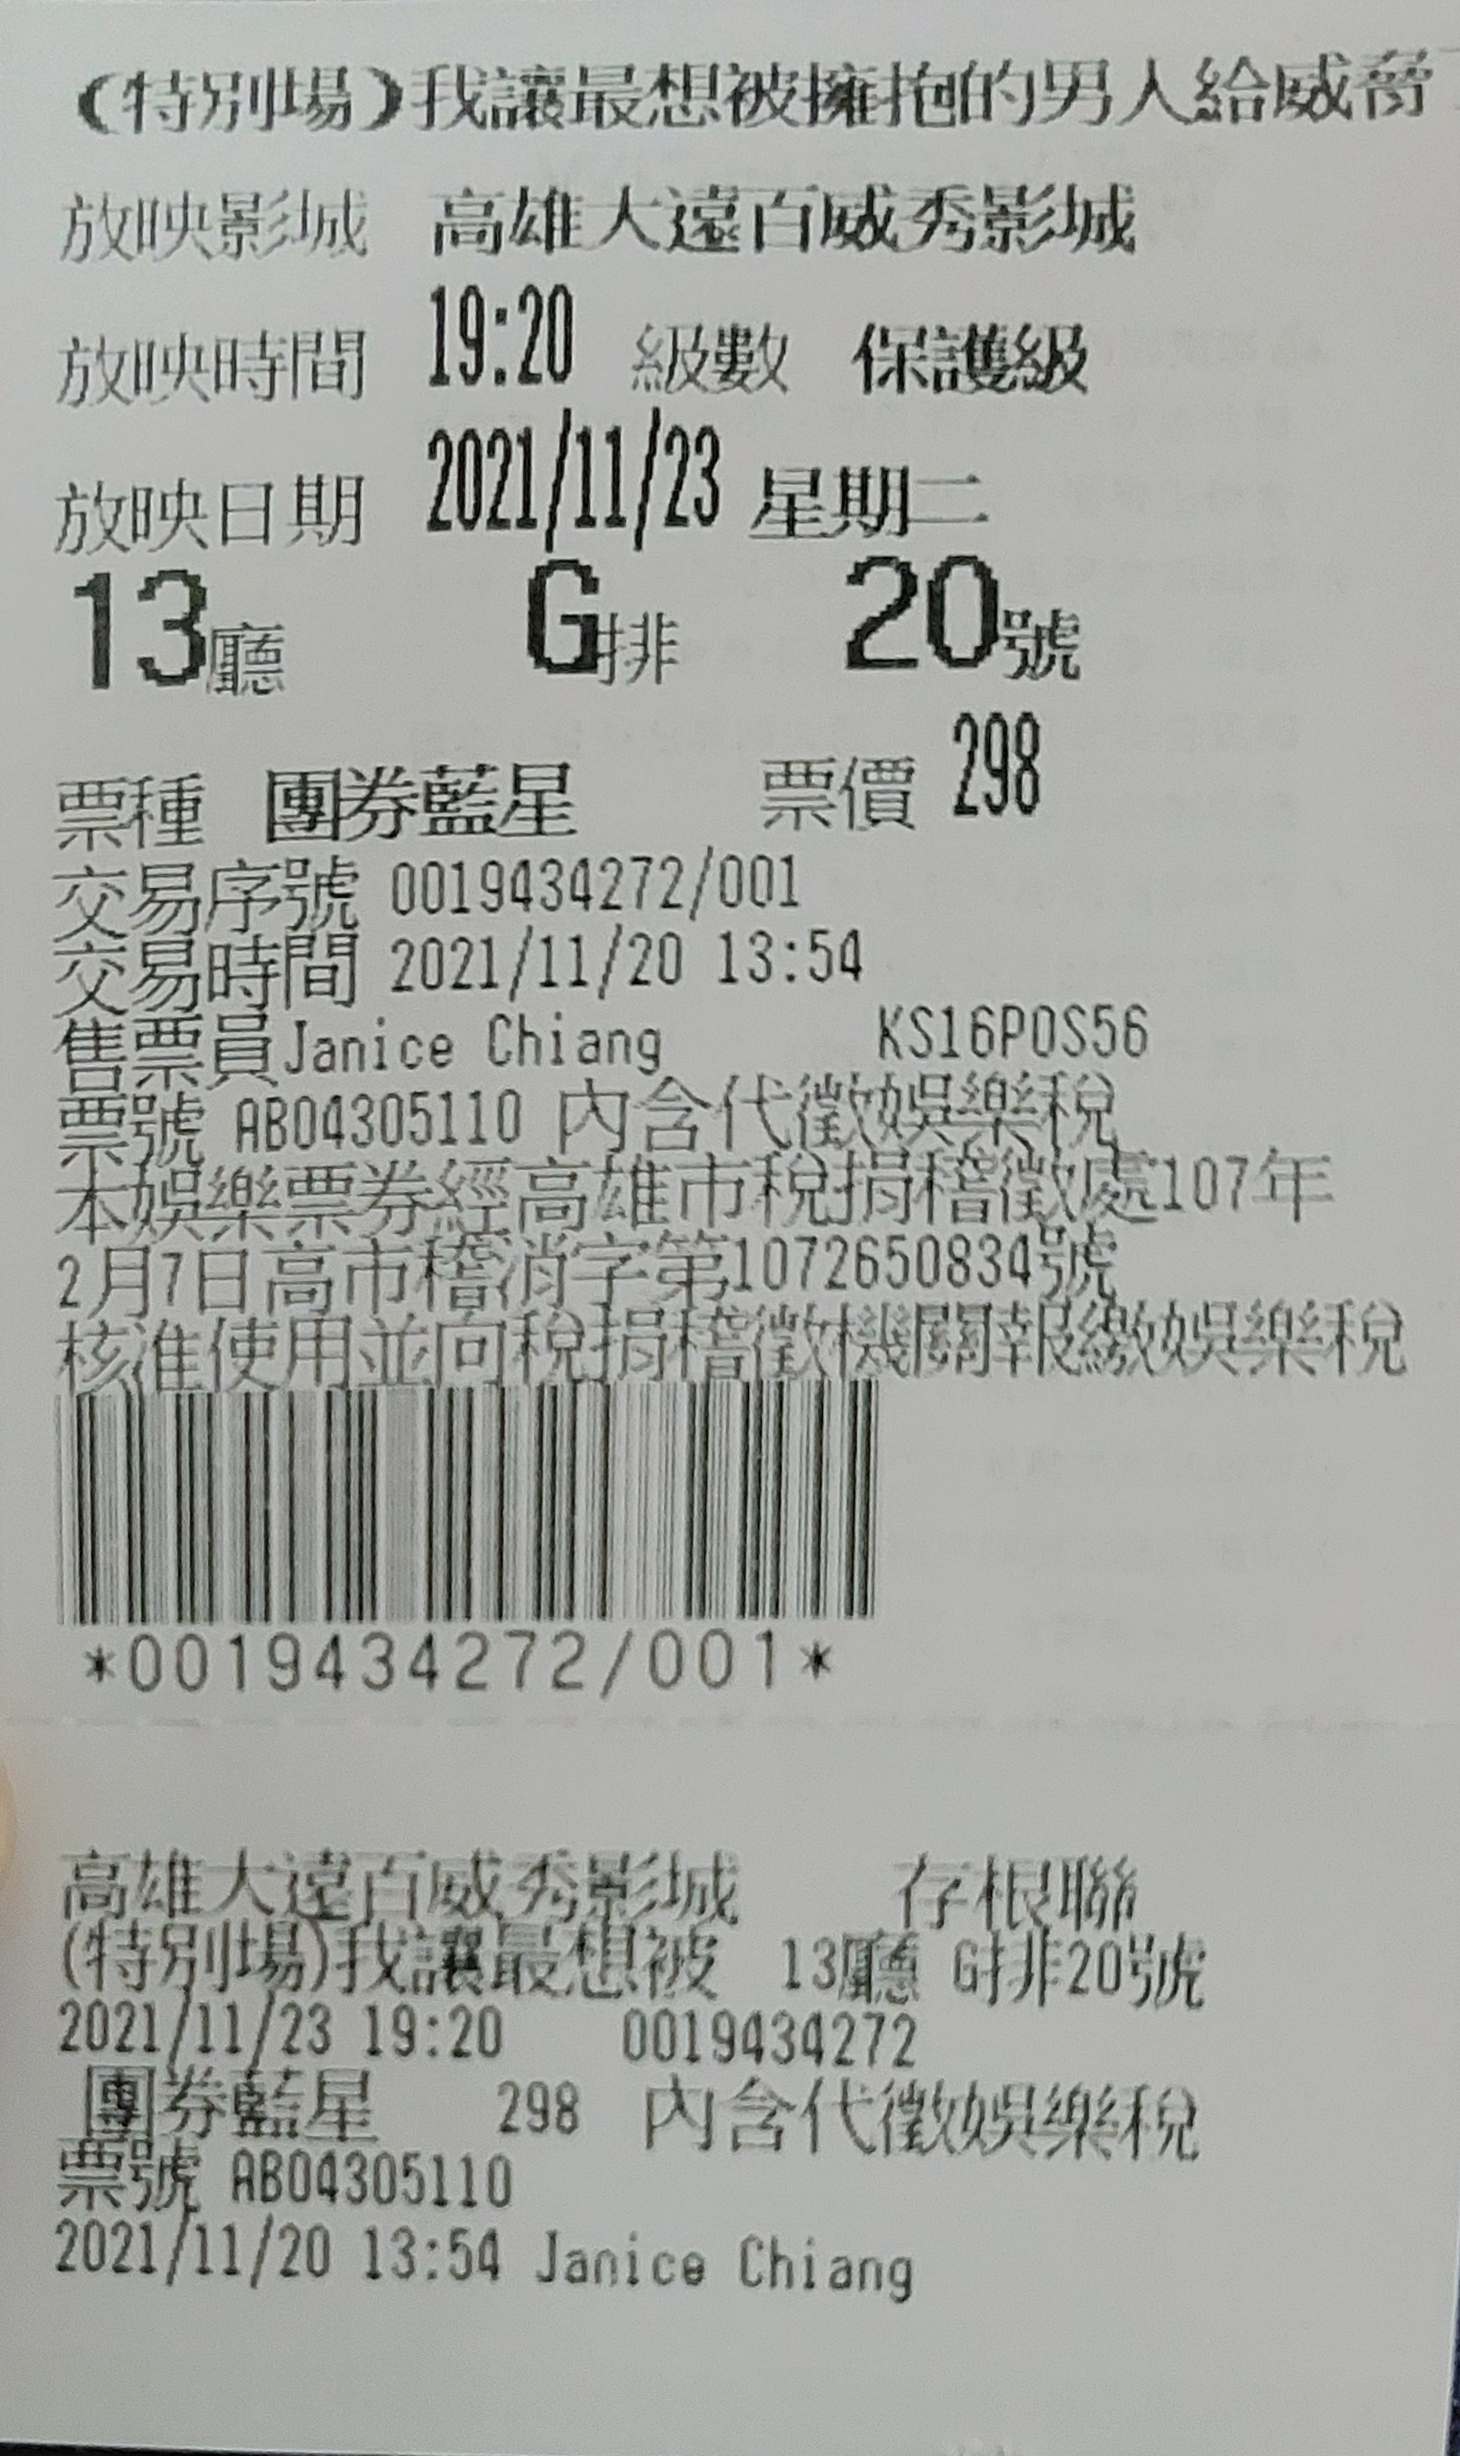 (特別場)我讓最想被擁抱的男人給威脅
放映影城 高雄大遠百威秀影城
放映時間 19:20 級數 保護級
放映日期 2021/11/23 星期二
13廳 G排 20號
票種 團券藍星 票價 298
交易序號 0019434272/001
交易時間 2021/11/20 13:54
售票員Janice Chiang KS16POS56
票號 AB04305110 內含代徵娛樂稅
本娛樂票券經高雄市稅捐稽徵處107年
2月7日高市稽消字第1072650834號
核准使用並向稅捐稽徵機關報繳娛樂稅
*0019434272/001*
高雄大遠百威秀影城 存根聯
(特別場)我讓最想被 13廳 G排20號
2021/11/23 19:20 0019434272
團券藍星 298 內含代徵娛樂稅
票號 AB04305110
2021/11/20 13:54 Janice Chiang